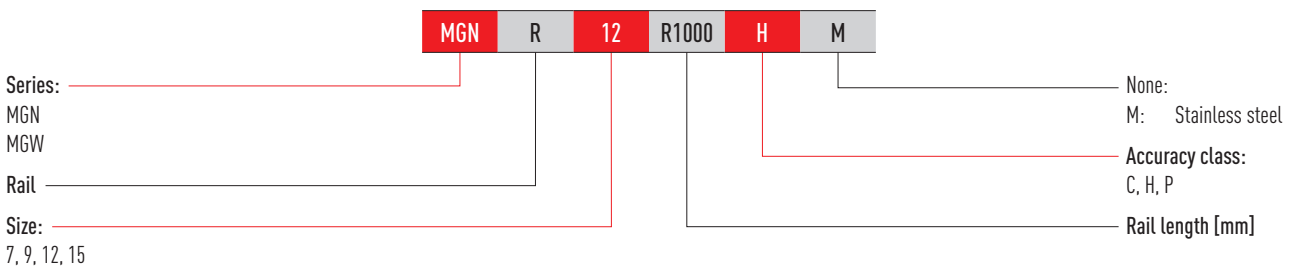 MGN R 12 R1000 H M
Series:
MGN
MGW
Rail
Size:
7, 9, 12, 15
None:
M: Stainless steel
Accuracy class:
C, H, P
Rail length [mm]